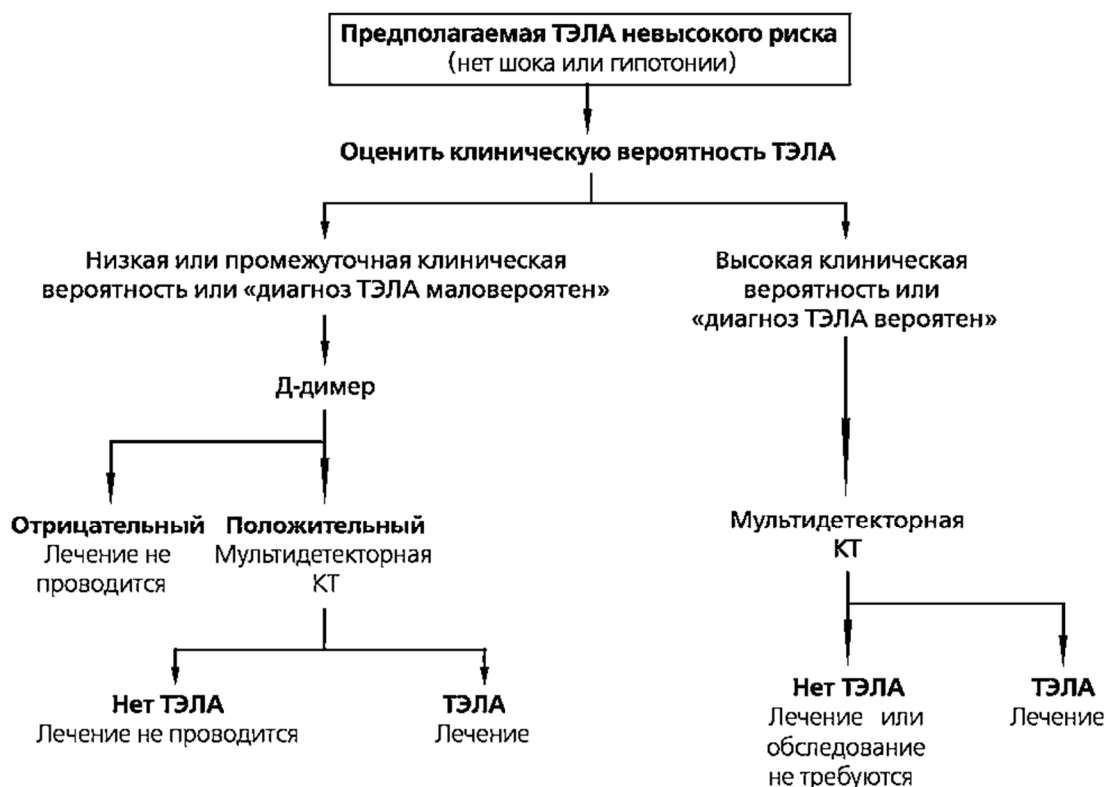 Предполагаемая ТЭЛА невысокого риска
(нет шока или гипотонии)
Оценить клиническую вероятность ТЭЛА
Низкая или промежуточная клиническая
вероятность или «диагноз ТЭЛА маловероятен»
Высокая клиническая
вероятность или
«диагноз ТЭЛА вероятен»
Д-димер
Отрицательный
Лечение не
проводится
Положительный
Мультидетекторная
КТ
Мультидетекторная
КТ
Нет ТЭЛА
Лечение не проводится
ТЭЛА
Лечение
Нет ТЭЛА
Лечение или
обследование
не требуются
ТЭЛА
Лечение